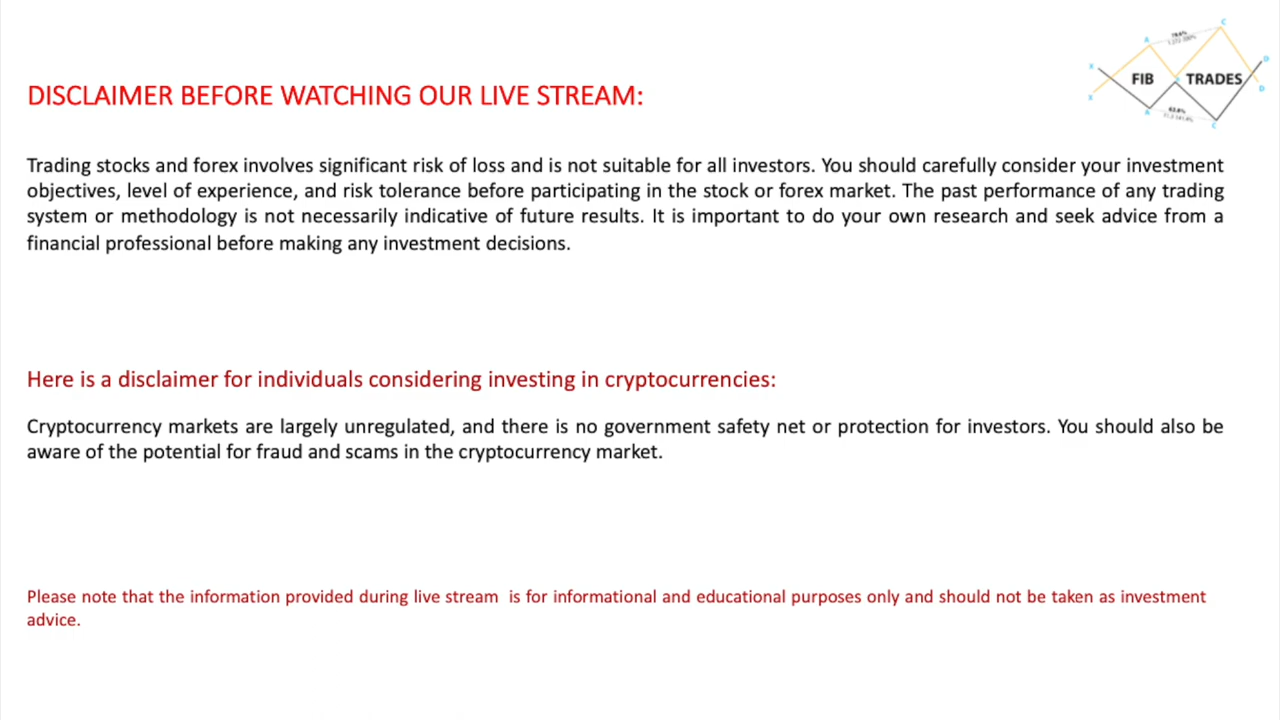 DISCLAIMER BEFORE WATCHING OUR LIVE STREAM:
FIB TRADES
X
A
C
D
X
A
C
D
Trading stocks and forex involves significant risk of loss and is not suitable for all investors. You should carefully consider your investment
objectives, level of experience, and risk tolerance before participating in the stock or forex market. The past performance of any trading
system or methodology is not necessarily indicative of future results. It is important to do your own research and seek advice from a
financial professional before making any investment decisions.
Here is a disclaimer for individuals considering investing in cryptocurrencies:
Cryptocurrency markets are largely unregulated, and there is no government safety net or protection for investors. You should also be
aware of the potential for fraud and scams in the cryptocurrency market.
Please note that the information provided during live stream  is for informational and educational purposes only and should not be taken as investment
advice.